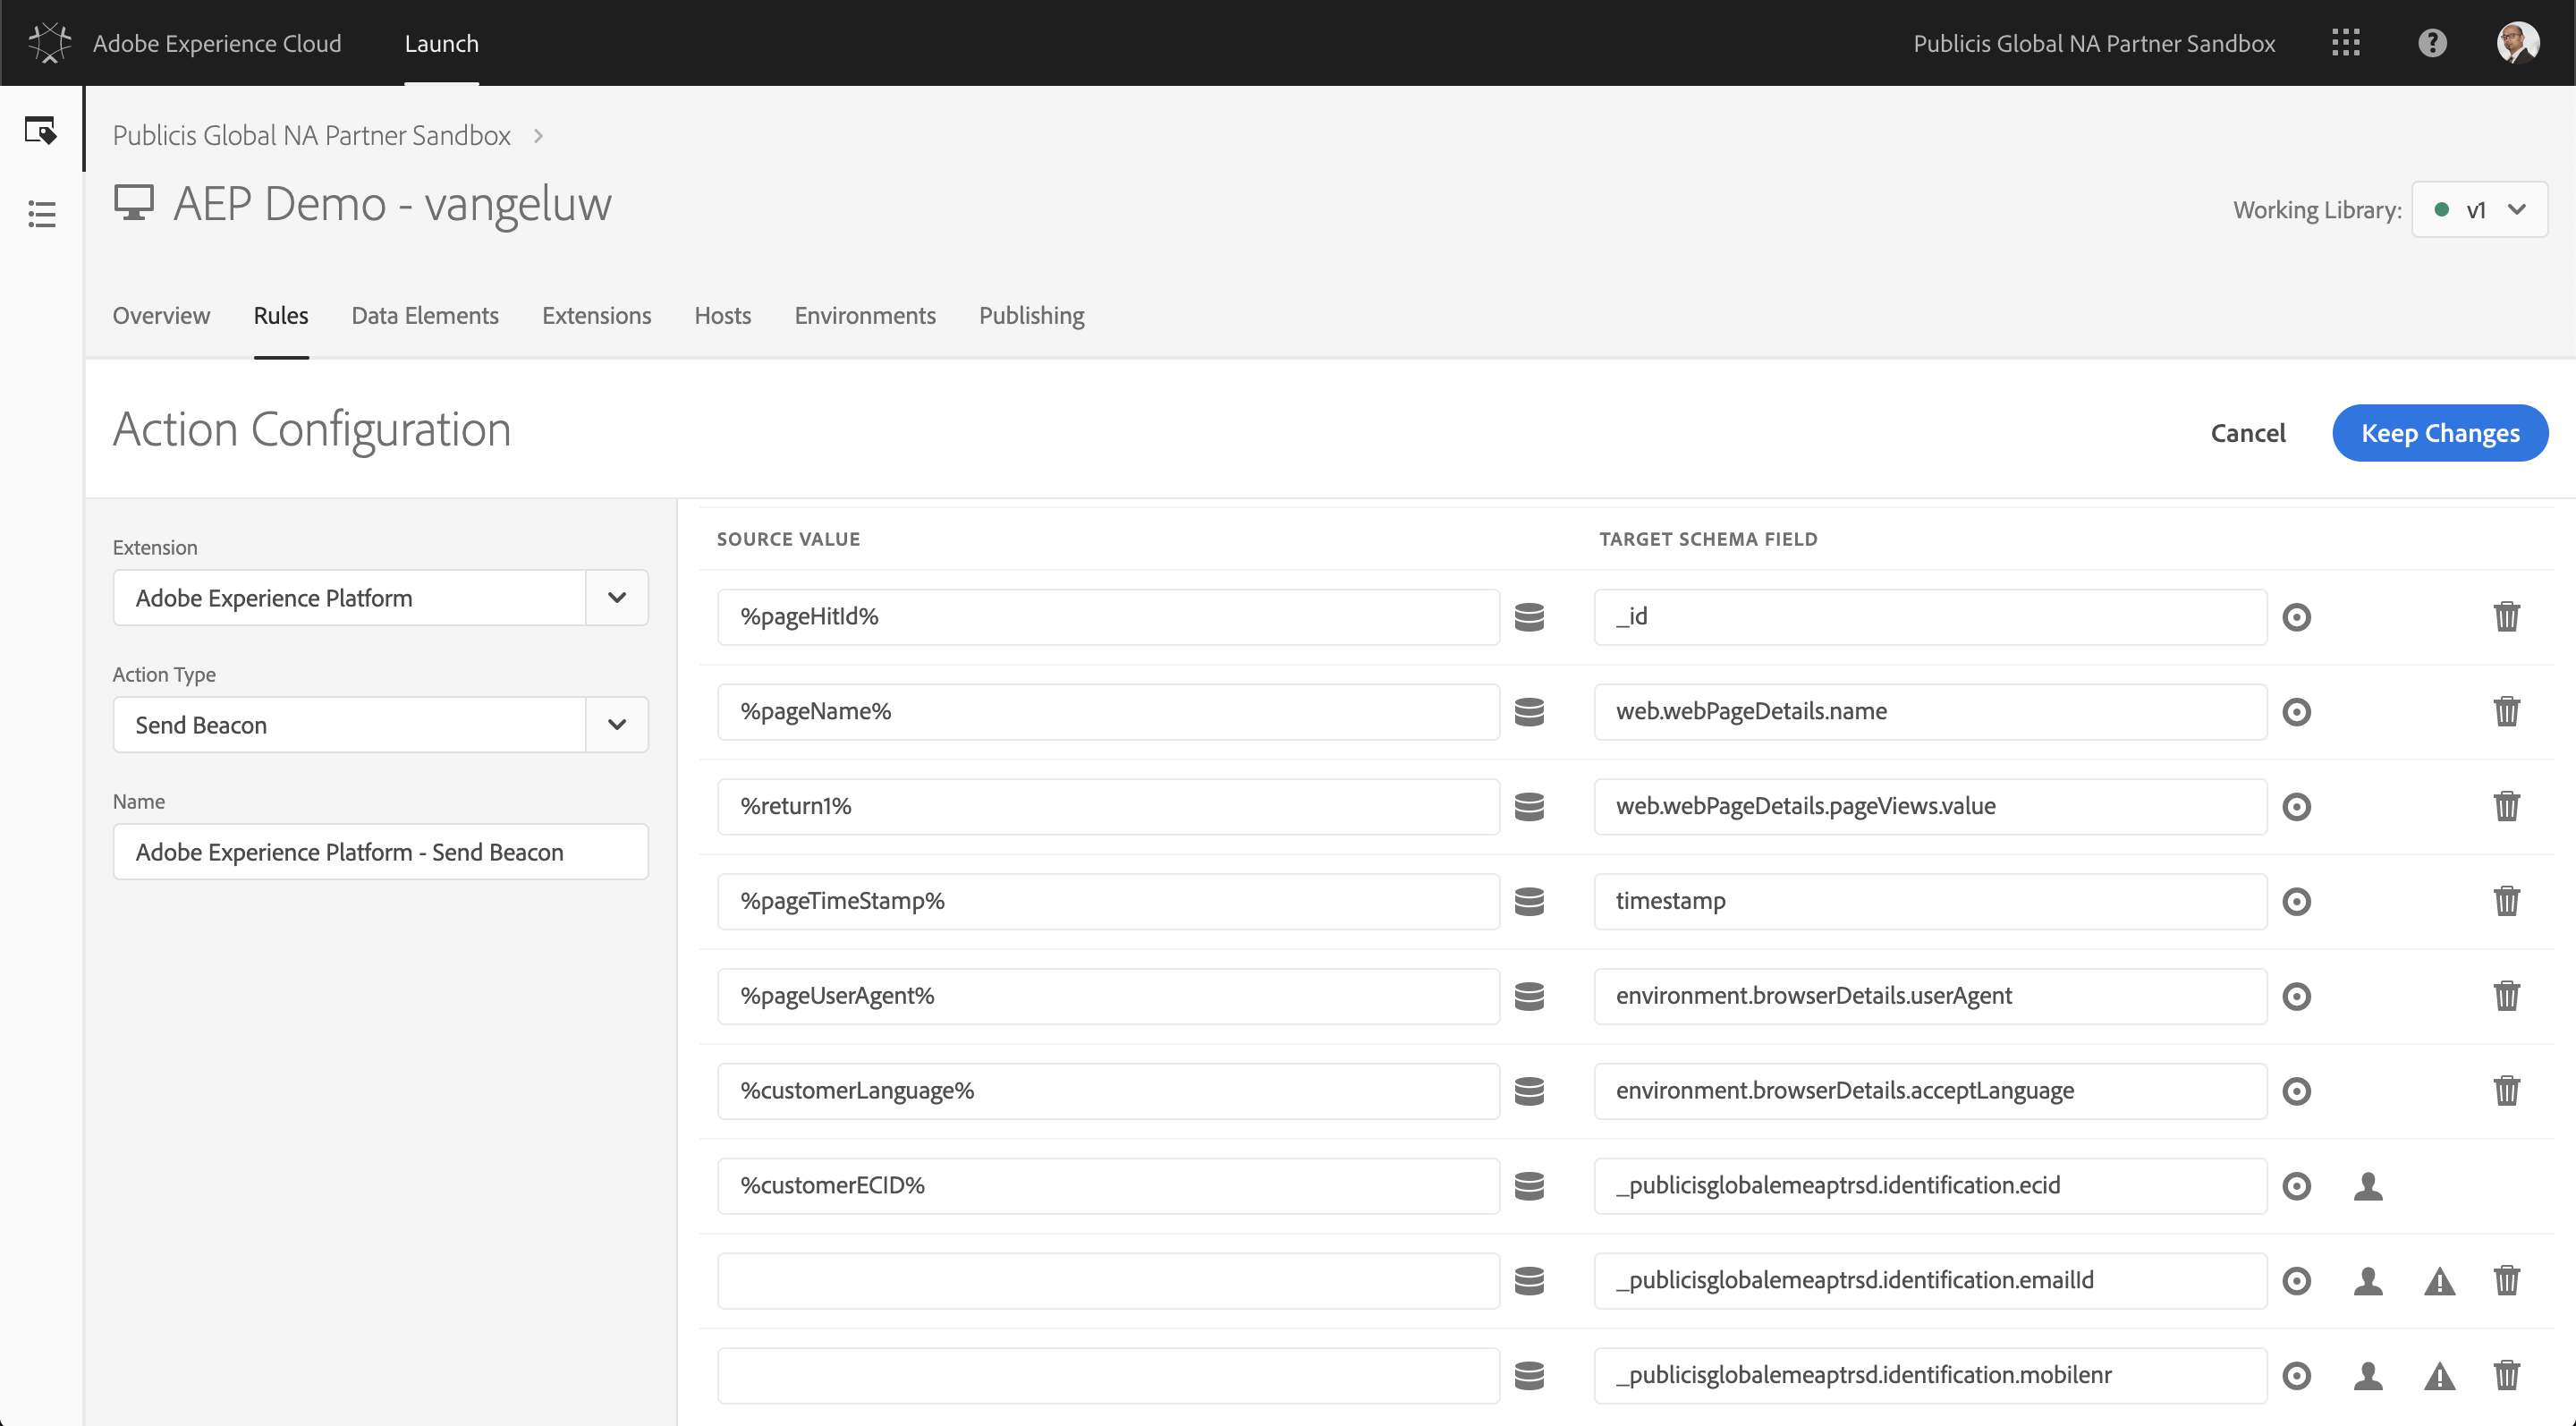 Adobe Experience Cloud
Launch
Publicis Global NA Partner Sandbox
Publicis Global NA Partner Sandbox
AEP Demo - vangeluw
Working Library:
v1
Overview
Rules
Data Elements
Extensions
Hosts
Environments
Publishing
Action Configuration
Cancel
Keep Changes
Extension
Adobe Experience Platform
Action Type
Send Beacon
Name
Adobe Experience Platform - Send Beacon
SOURCE VALUE
TARGET SCHEMA FIELD
%pageHitId%
_id
%pageName%
web.webPageDetails.name
%return1%
web.webPageDetails.pageViews.value
%pageTimeStamp%
timestamp
%pageUserAgent%
environment.browserDetails.userAgent
%customerLanguage%
environment.browserDetails.acceptLanguage
%customerECID%
_publicisglobalemeaptrsd.identification.ecid
_publicisglobalemeaptrsd.identification.emailId
_publicisglobalemeaptrsd.identification.mobilenr